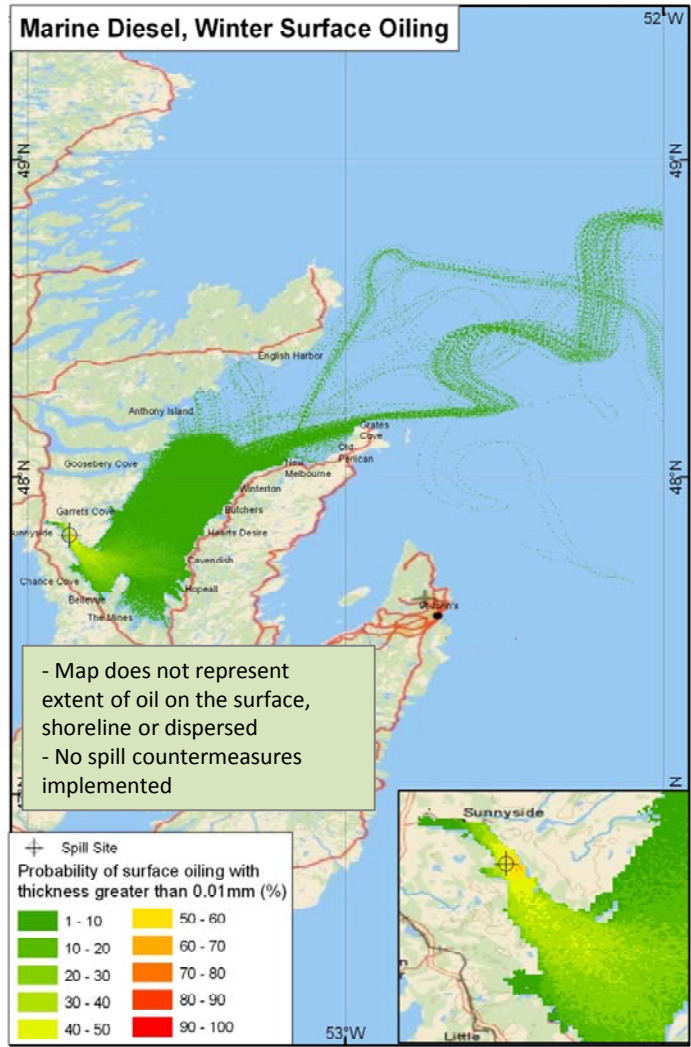 Marine Diesel, Winter Surface Oiling
52°W
49°N
49°N
English Harbor
Anthony Island
Grates
Cove
Old
Perlican
Goosebery Cove
New
Melbourne
48°N
48°N
Winterton
Garrets Cove
Butchers
unnyside
Hearts Desire
Cavendish
Chance Cove
Hopeall
Bellevue
The Mines
St John's
- Map does not represent
extent of oil on the surface,
shoreline or dispersed
- No spill countermeasures
implemented
N
Sunnyside
Spill Site
Probability of surface oiling with
thickness greater than 0.01mm (%)
1 - 10
10 - 20
20 - 30
30 - 40
40 - 50
50 - 60
60 - 70
70 - 80
80 - 90
90 - 100
53°W
Little